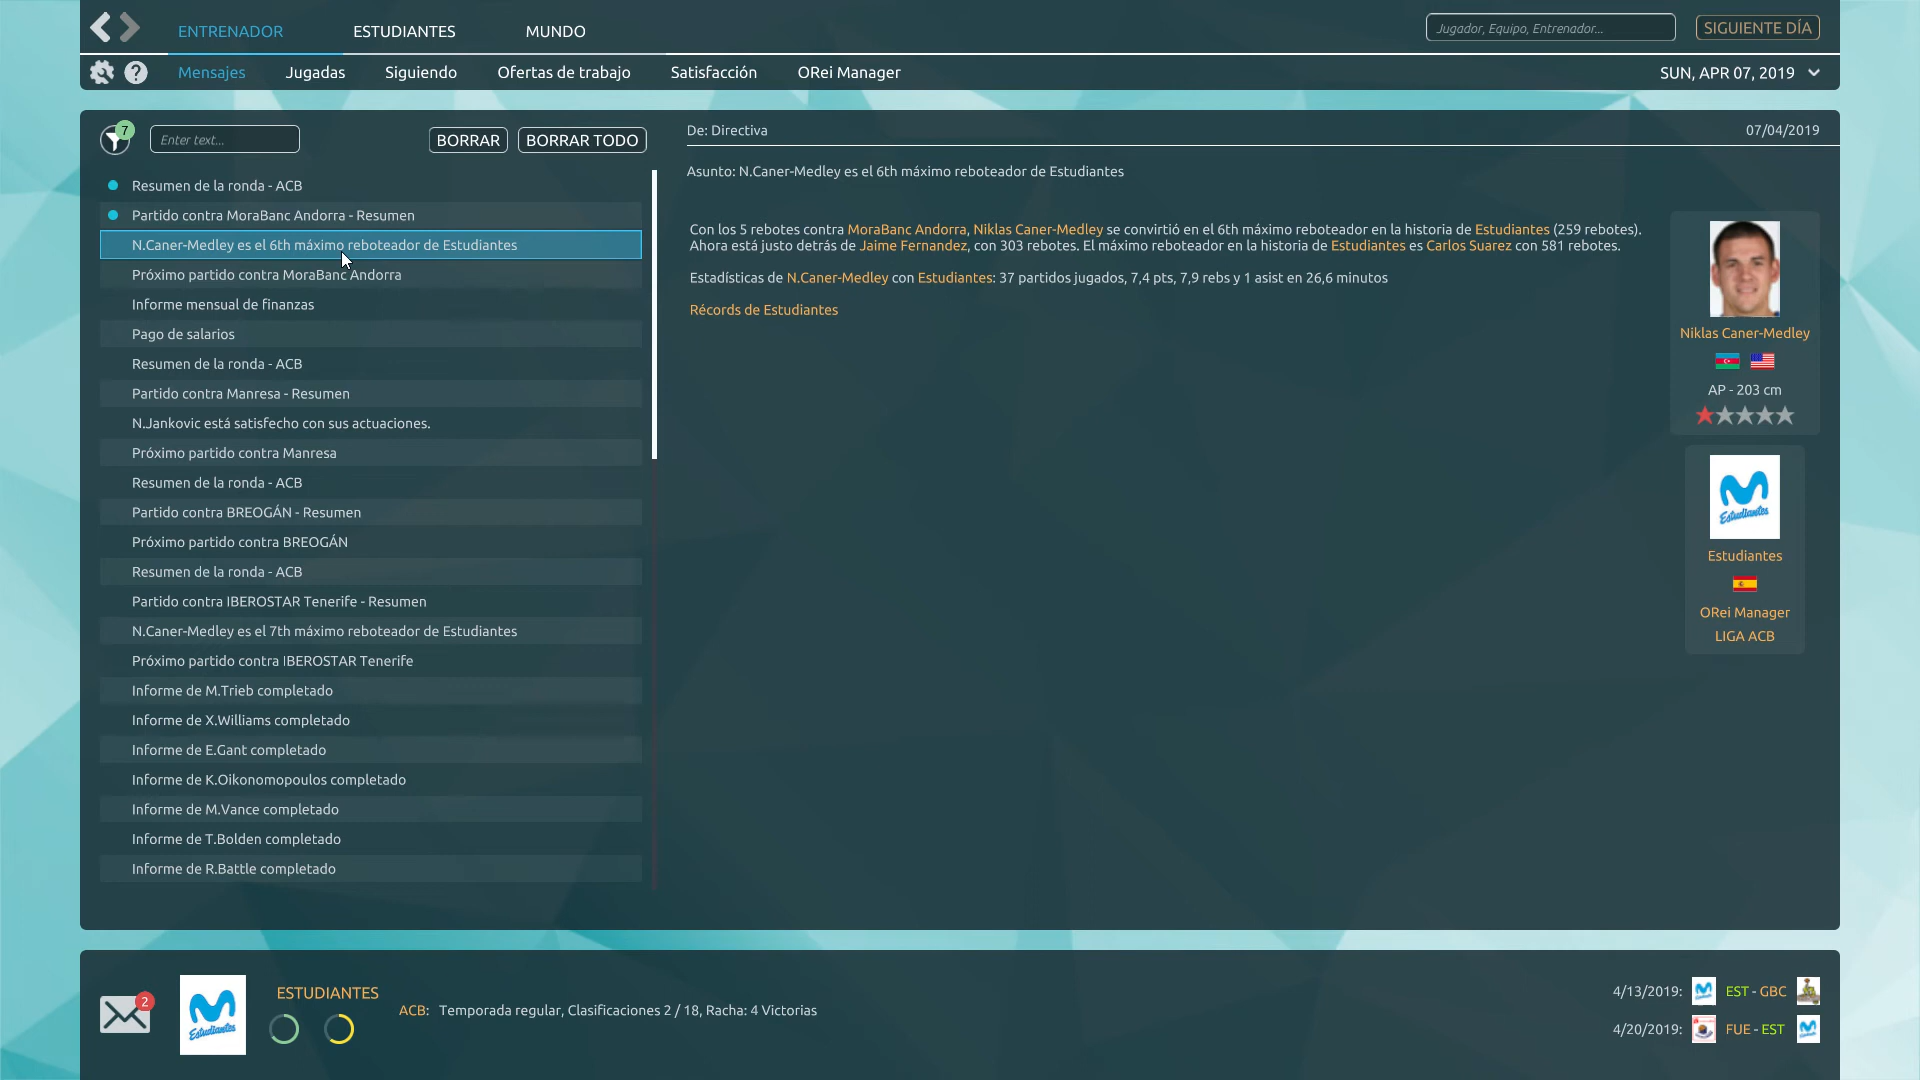 ENTRENADOR
ESTUDIANTES
MUNDO
Jugador, Equipo, Entrenador...
SIGUIENTE DÍA
Mensajes
Jugadas
Siguiendo
Ofertas de trabajo
Satisfacción
ORei Manager
SUN, APR 07, 2019
7
Enter text...
BORRAR
BORRAR TODO
Resumen de la ronda - ACB
Partido contra MoraBanc Andorra - Resumen
N.Caner-Medley es el 6th máximo reboteador de Estudiantes
Próximo partido contra MoraBanc Andorra
Informe mensual de finanzas
Pago de salarios
Resumen de la ronda - ACB
Partido contra Manresa - Resumen
N.Jankovic está satisfecho con sus actuaciones.
Próximo partido contra Manresa
Resumen de la ronda - ACB
Partido contra BREOGÁN - Resumen
Próximo partido contra BREOGÁN
Resumen de la ronda - ACB
Partido contra IBEROSTAR Tenerife - Resumen
N.Caner-Medley es el 7th máximo reboteador de Estudiantes
Próximo partido contra IBEROSTAR Tenerife
Informe de M.Trieb completado
Informe de X.Williams completado
Informe de E.Gant completado
Informe de K.Oikonomopoulos completado
Informe de M.Vance completado
Informe de T.Bolden completado
Informe de R.Battle completado
De: Directiva
07/04/2019
Asunto: N.Caner-Medley es el 6th máximo reboteador de Estudiantes
Con los 5 rebotes contra MoraBanc Andorra, Niklas Caner-Medley se convirtió en el 6th máximo reboteador en la historia de Estudiantes (259 rebotes).
Ahora está justo detrás de Jaime Fernandez, con 303 rebotes. El máximo reboteador en la historia de Estudiantes es Carlos Suarez con 581 rebotes.
Estadísticas de N.Caner-Medley con Estudiantes: 37 partidos jugados, 7,4 pts, 7,9 rebs y 1 asist en 26,6 minutos
Récords de Estudiantes
Niklas Caner-Medley
AP - 203 cm
Estudiantes
Estudiantes
ORei Manager
LIGA ACB
2
Estudiantes
ESTUDIANTES
ACB: Temporada regular, Clasificaciones 2 / 18, Racha: 4 Victorias
4/13/2019: EST - GBC
4/20/2019: FUE - EST